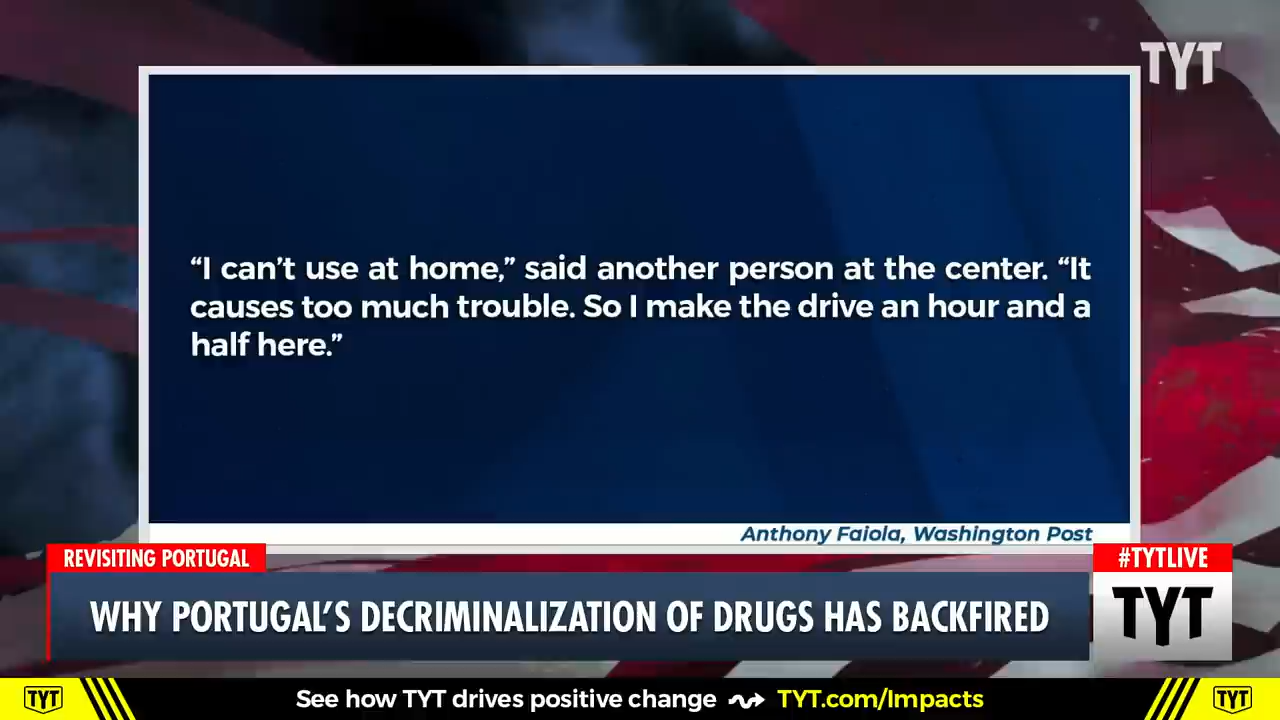 TYT
“I can’t use at home,” said another person at the center. “It
causes too much trouble. So I make the drive an hour and a
half here.”
Anthony Faiola, Washington Post
REVISITING PORTUGAL
#TYTLIVE
WHY PORTUGAL’S DECRIMINALIZATION OF DRUGS HAS BACKFIRED
TYT
TYT
See how TYT drives positive change
TYT.com/Impacts
TYT